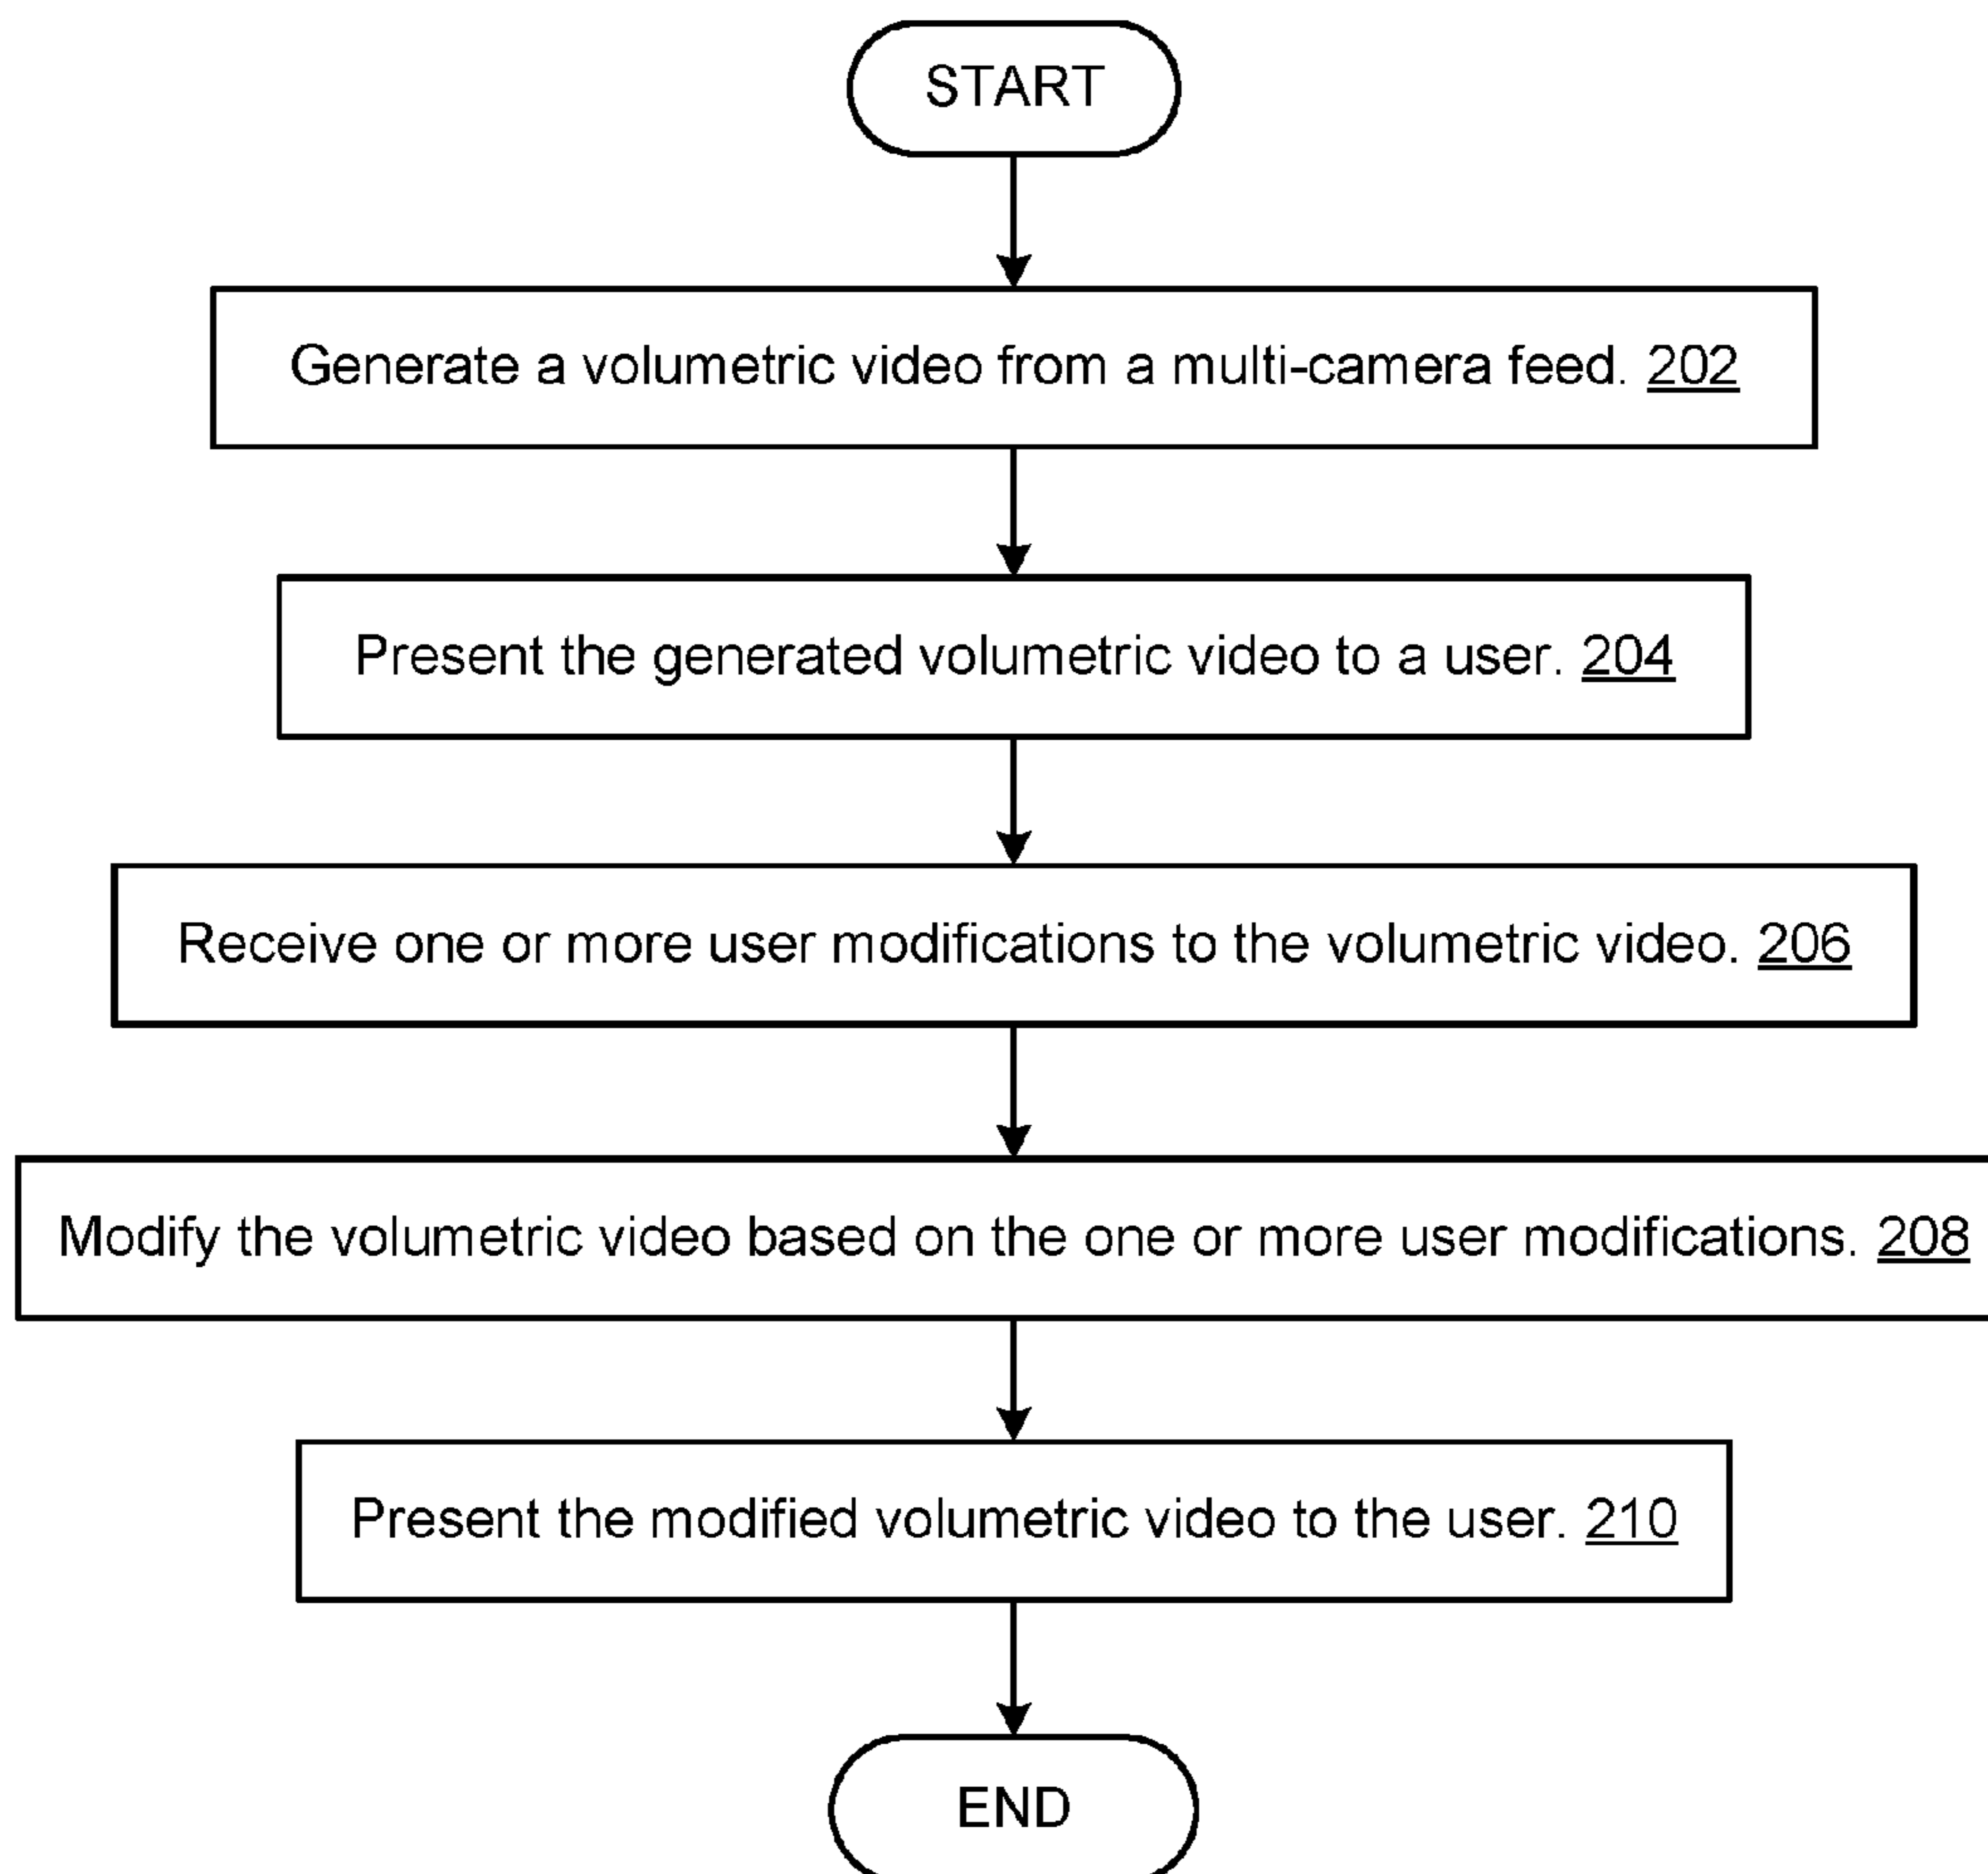 START
Generate a volumetric video from a multi-camera feed. 202
Present the generated volumetric video to a user. 204
Receive one or more user modifications to the volumetric video. 206
Modify the volumetric video based on the one or more user modifications. 208
Present the modified volumetric video to the user. 210
END